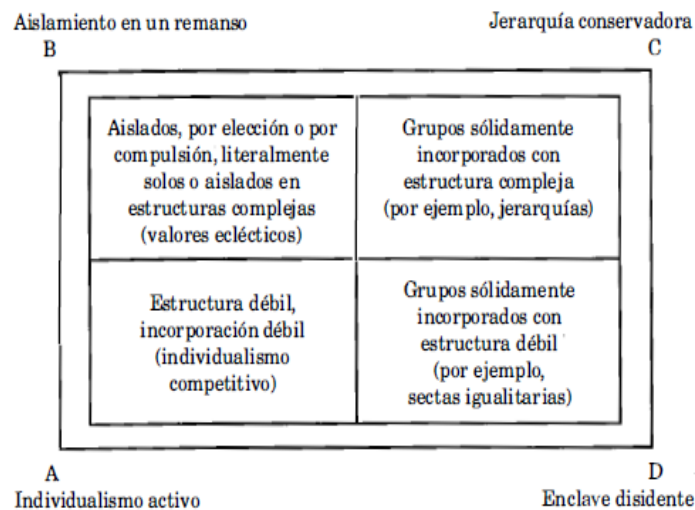 Aislamiento en un remanso
B
Jerarquía conservadora
C
Aislados, por elección o por
compulsión, literalmente
solos o aislados en
estructuras complejas
(valores eclécticos)
Grupos sólidamente
incorporados con
estructura compleja
(por ejemplo, jerarquías)
Estructura débil,
incorporación débil
(individualismo
competitivo)
Grupos sólidamente
incorporados con
estructura débil
(por ejemplo,
sectas igualitarias)
A
Individualismo activo
D
Enclave disidente